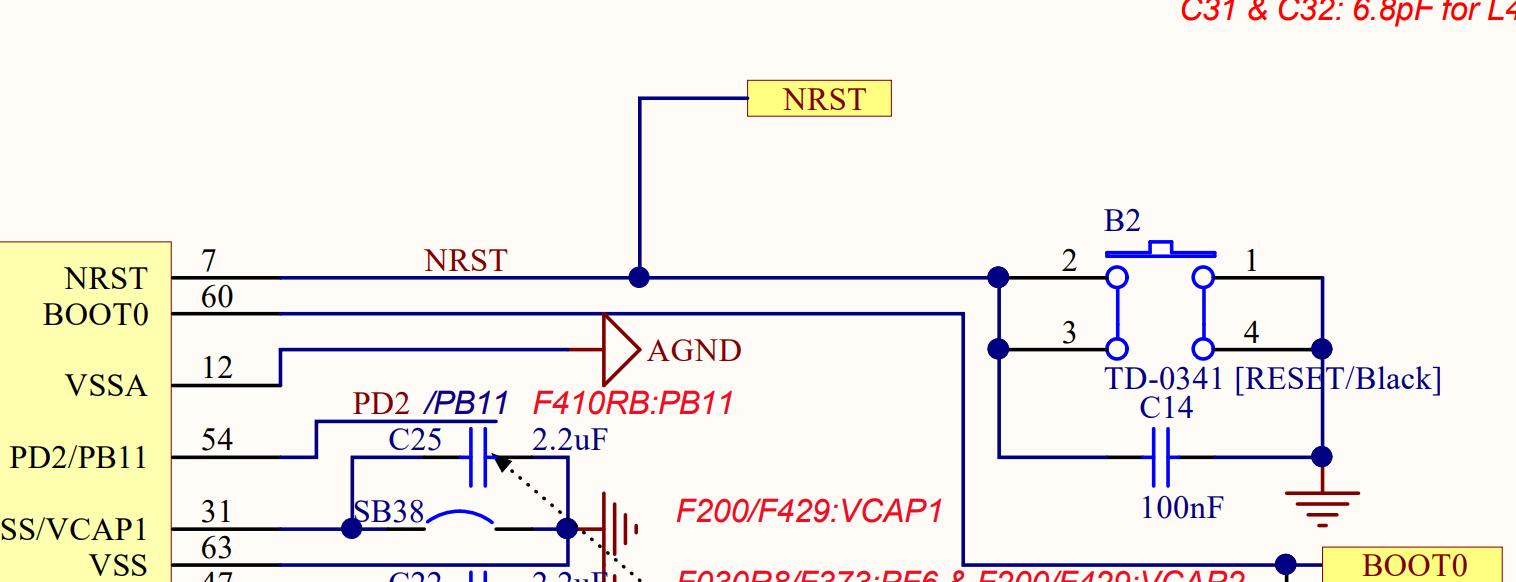 C31 & C32: 6.8pF for L4
NRST
B2
NRST 7 NRST 2 1
BOOT0 60
3 4
VSSA 12 AGND
TD-0341 [RESET/Black]
PD2 /PB11 F410RB:PB11 C14
PD2/PB11 54 C25 2.2uF
100nF
SS/VCAP1 31 SB38 F200/F429:VCAP1
VSS 63
BOOT0
47 C22 2.2uF F030R8/F373:PF6 & F200/F429:VCAP2